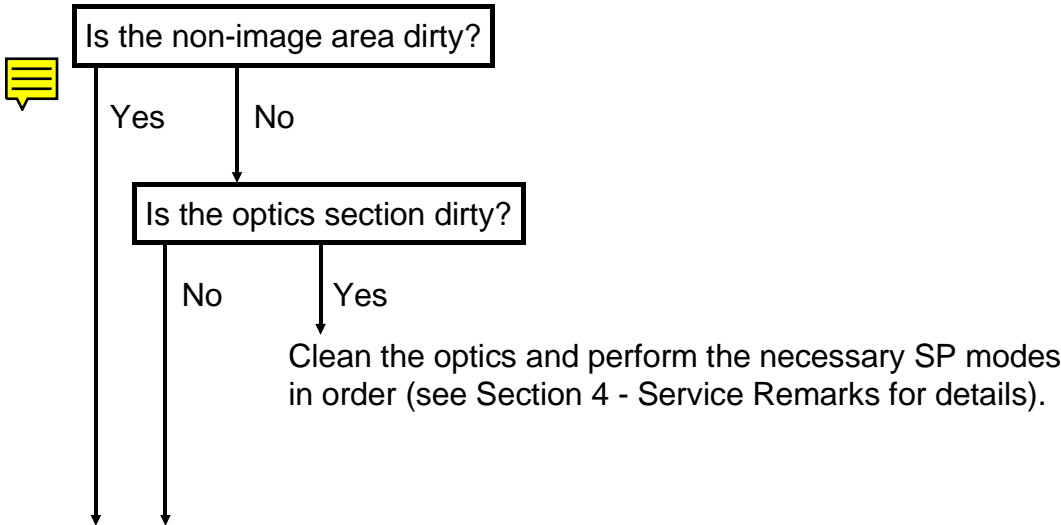 Is the non-image area dirty?
Yes No
Is the optics section dirty?
No Yes
Clean the optics and perform the necessary SP modes
in order (see Section 4 - Service Remarks for details).